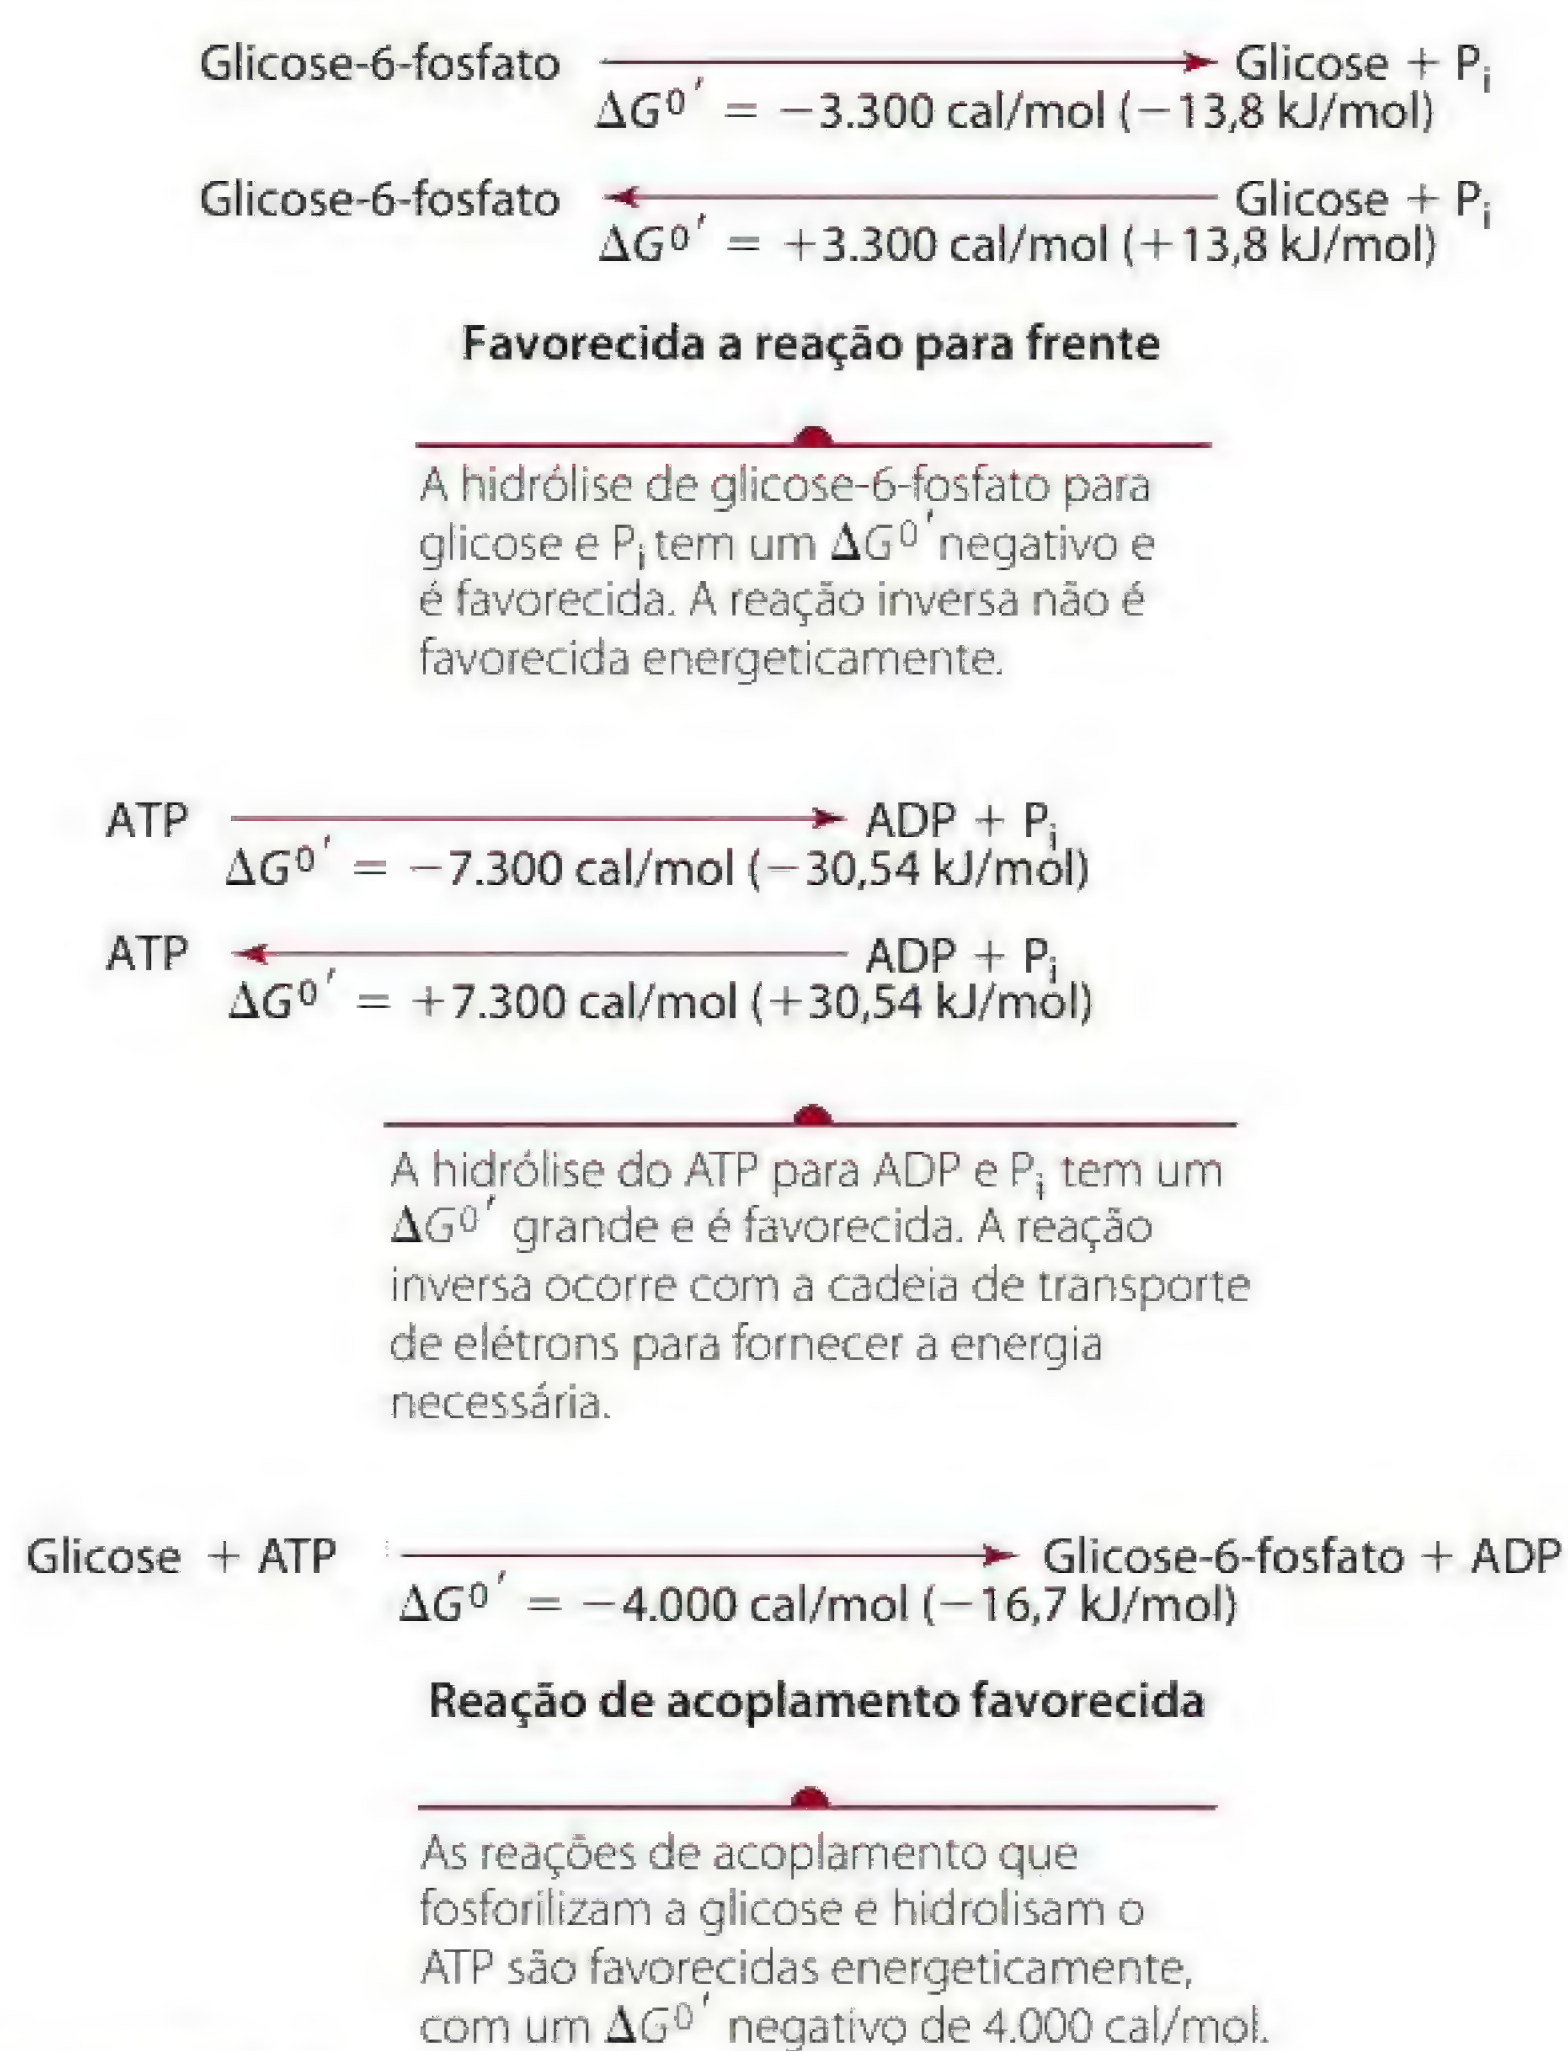 Glicose-6-fosfato → Glicose + Pi
ΔG0′ = −3.300 cal/mol (−13,8 kJ/mol)
Glicose-6-fosfato ← Glicose + Pi
ΔG0′ = +3.300 cal/mol (+13,8 kJ/mol)
Favorecida a reação para frente
A hidrólise de glicose-6-fosfato para
glicose e Pi tem um ΔG0′ negativo e
é favorecida. A reação inversa não é
favorecida energeticamente.
ATP → ADP + Pi
ΔG0′ = −7.300 cal/mol (−30,54 kJ/mol)
ATP ← ADP + Pi
ΔG0′ = +7.300 cal/mol (+30,54 kJ/mol)
A hidrólise do ATP para ADP e Pi tem um
ΔG0′ grande e é favorecida. A reação
inversa ocorre com a cadeia de transporte
de elétrons para fornecer a energia
necessária.
Glicose + ATP → Glicose-6-fosfato + ADP
ΔG0′ = −4.000 cal/mol (−16,7 kJ/mol)
Reação de acoplamento favorecida
As reações de acoplamento que
fosforilizam a glicose e hidrolisam o
ATP são favorecidas energeticamente,
com um ΔG0′ negativo de 4.000 cal/mol.